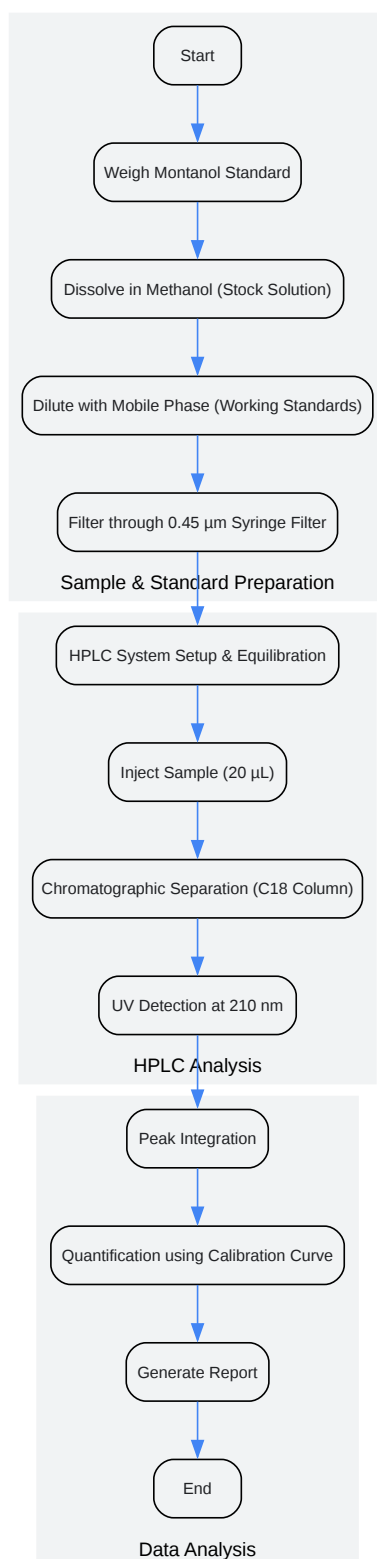 Start
Weigh Montanol Standard
Dissolve in Methanol (Stock Solution)
Dilute with Mobile Phase (Working Standards)
Filter through 0.45 µm Syringe Filter
Sample & Standard Preparation
HPLC System Setup & Equilibration
Inject Sample (20 µL)
Chromatographic Separation (C18 Column)
UV Detection at 210 nm
HPLC Analysis
Peak Integration
Quantification using Calibration Curve
Generate Report
End
Data Analysis